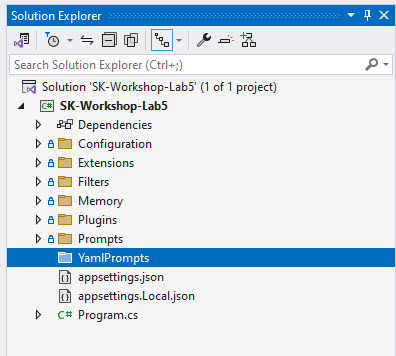 Solution Explorer
Search Solution Explorer (Ctrl+;)
Solution 'SK-Workshop-Lab5' (1 of 1 project)
C# SK-Workshop-Lab5
Dependencies
Configuration
Extensions
Filters
Memory
Plugins
Prompts
YamlPrompts
appsettings.json
appsettings.Local.json
C# Program.cs